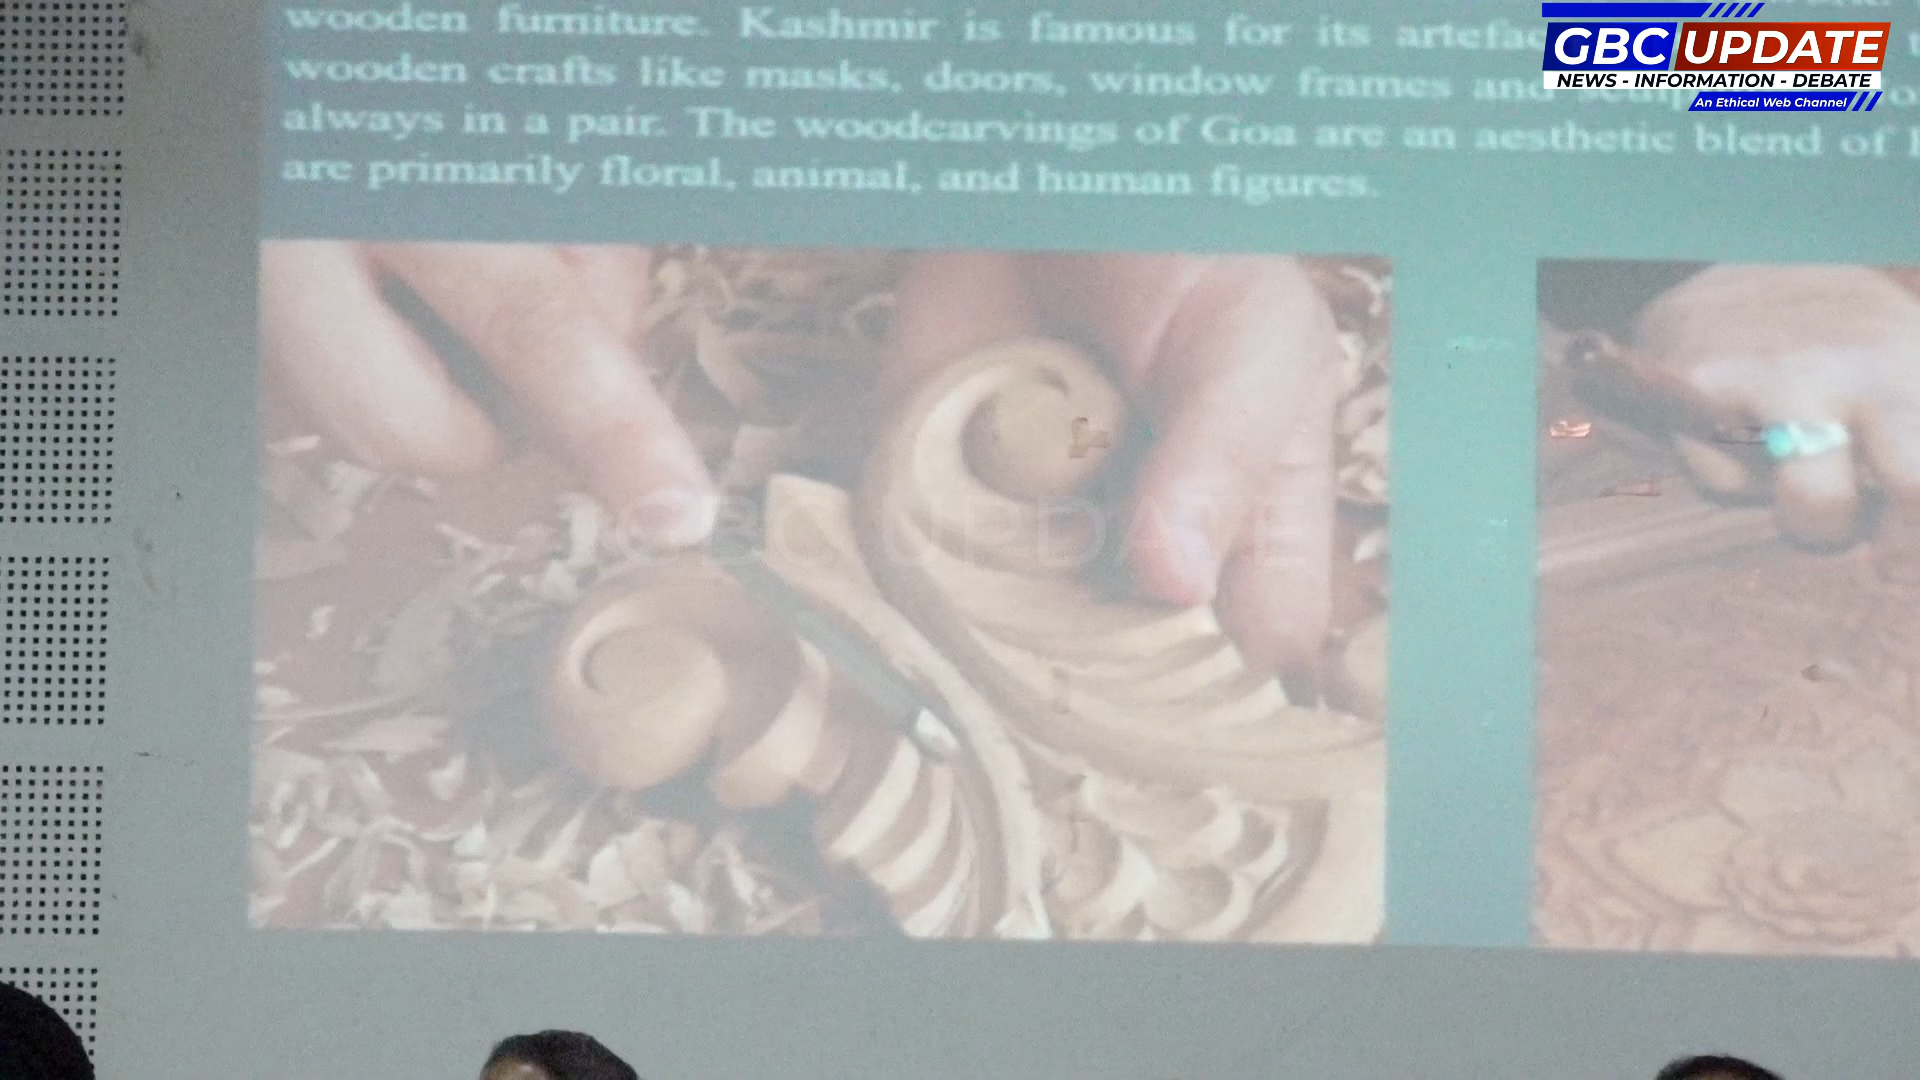 wooden furniture. Kashmir is famous for its
wooden crafts like masks, doors, window frames and
always in a pair. The woodcarvings of Goa are an aesthetic blend of
are primarily floral, animal, and human figures.
GBC UPDATE
NEWS - INFORMATION - DEBATE
An Ethical Web Channel
GBC UPDATE